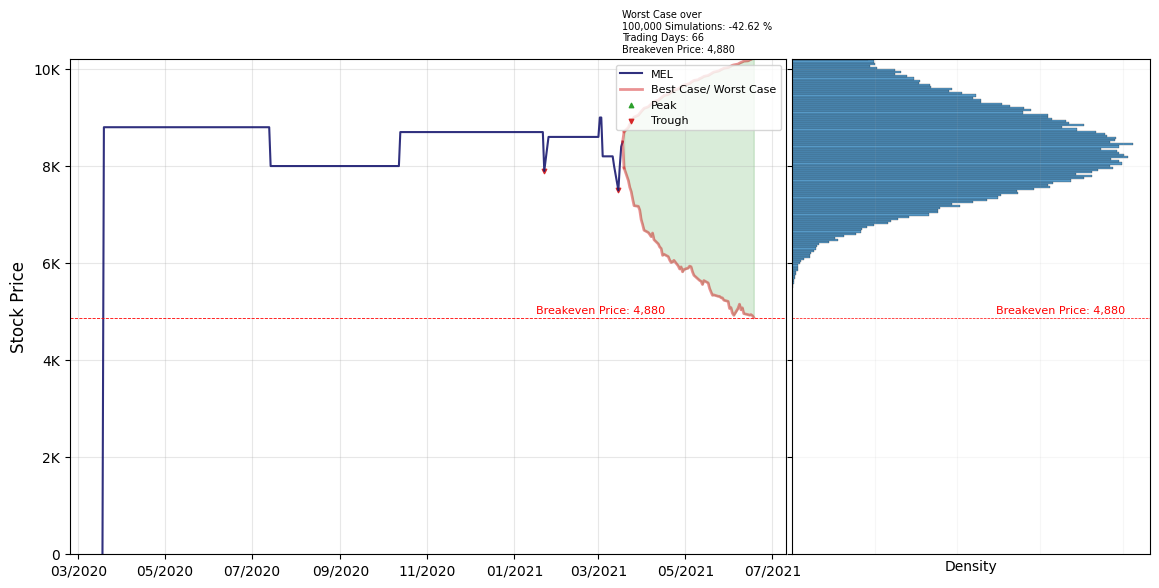 Worst Case over
100,000 Simulations: -42.62 %
Trading Days: 66
Breakeven Price: 4,880
MEL
Best Case/ Worst Case
Peak
Trough
10K
8K
6K
4K
2K
0
Stock Price
Breakeven Price: 4,880
Breakeven Price: 4,880
03/2020 05/2020 07/2020 09/2020 11/2020 01/2021 03/2021 05/2021 07/2021
Density